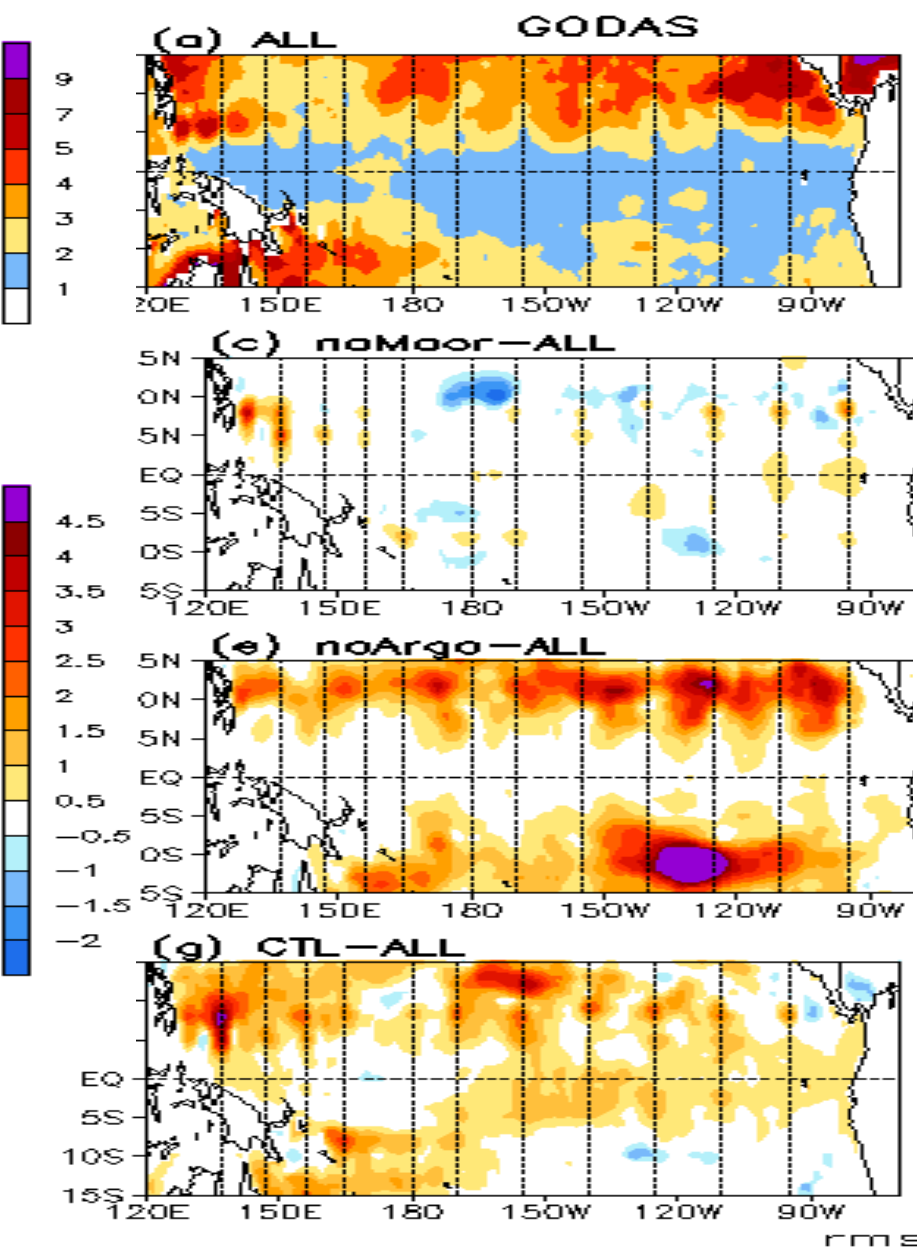 GODAS
(a) ALL
9
7
5
4
3
2
1
20E 150E 180 150W 120W 90W
(c) noMoor-ALL
5N
0N
5N
EQ
5S
0S
5S
120E 150E 180 150W 120W 90W
4.5
4
3.5
3
2.5
2
1.5
1
0.5
-0.5
-1
-1.5
-2
(e) noArgo-ALL
5N
0N
5N
EQ
5S
0S
5S
120E 150E 180 150W 120W 90W
(g) CTL-ALL
EQ
5S
10S
15S
120E 150E 180 150W 120W 90W
rms